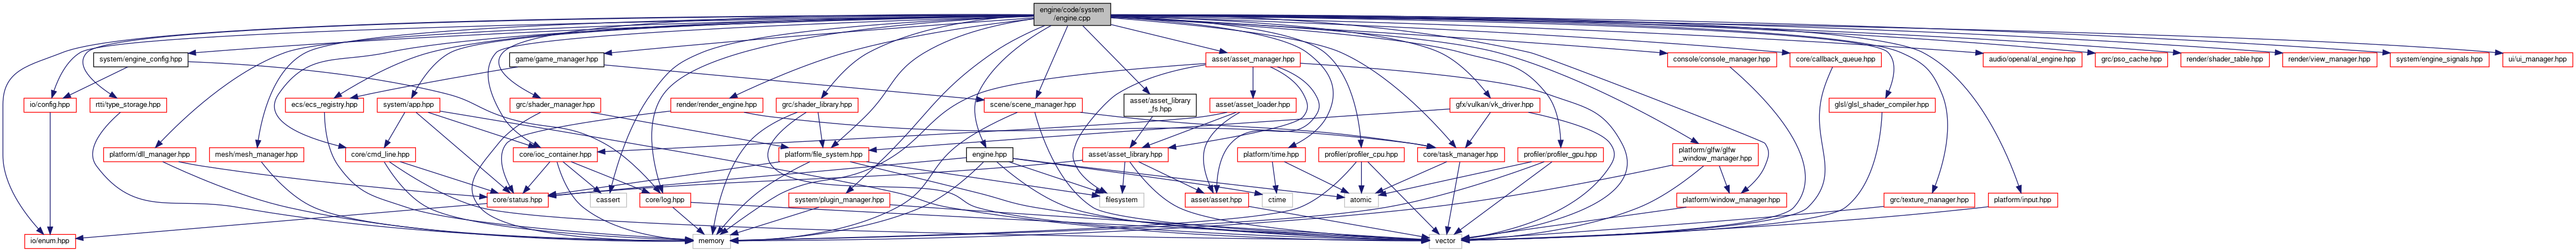 engine/code/system
/engine.cpp
system/engine_config.hpp
game/game_manager.hpp
asset/asset_manager.hpp
console/console_manager.hpp
core/callback_queue.hpp
audio/openal/al_engine.hpp
grc/pso_cache.hpp
render/shader_table.hpp
render/view_manager.hpp
system/engine_signals.hpp
ui/ui_manager.hpp
io/config.hpp
rtti/type_storage.hpp
ecs/ecs_registry.hpp
system/app.hpp
grc/shader_manager.hpp
render/render_engine.hpp
grc/shader_library.hpp
scene/scene_manager.hpp
asset/asset_library
_fs.hpp
asset/asset_loader.hpp
gfx/vulkan/vk_driver.hpp
glsl/glsl_shader_compiler.hpp
platform/dll_manager.hpp
mesh/mesh_manager.hpp
core/cmd_line.hpp
core/ioc_container.hpp
platform/file_system.hpp
engine.hpp
asset/asset_library.hpp
platform/time.hpp
profiler/profiler_cpu.hpp
core/task_manager.hpp
profiler/profiler_gpu.hpp
platform/glfw/glfw
_window_manager.hpp
core/status.hpp
cassert
core/log.hpp
system/plugin_manager.hpp
filesystem
asset/asset.hpp
ctime
atomic
platform/window_manager.hpp
grc/texture_manager.hpp
platform/input.hpp
io/enum.hpp
memory
vector